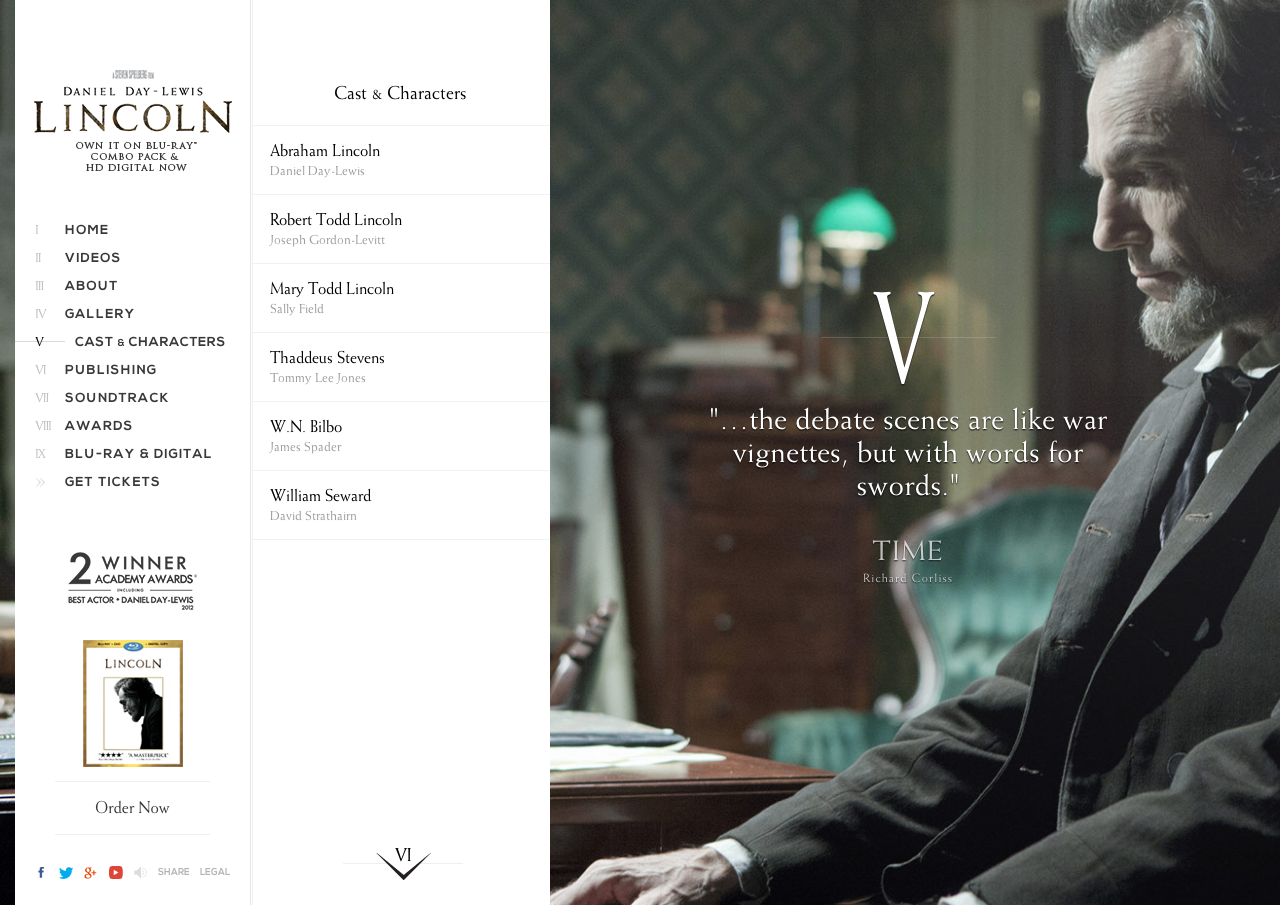 A STEVEN SPIELBERG FILM
DANIEL DAY-LEWIS
LINCOLN
OWN IT ON BLU-RAY™
COMBO PACK &
HD DIGITAL NOW
I HOME
II VIDEOS
III ABOUT
IV GALLERY
V CAST & CHARACTERS
VI PUBLISHING
VII SOUNDTRACK
VIII AWARDS
IX BLU-RAY & DIGITAL
» GET TICKETS
2 WINNER
ACADEMY AWARDS®
INCLUDING
BEST ACTOR • DANIEL DAY-LEWIS
2012
LINCOLN
Order Now
SHARE LEGAL
Cast & Characters
Abraham Lincoln
Daniel Day-Lewis
Robert Todd Lincoln
Joseph Gordon-Levitt
Mary Todd Lincoln
Sally Field
Thaddeus Stevens
Tommy Lee Jones
W.N. Bilbo
James Spader
William Seward
David Strathairn
VI
V
"…the debate scenes are like war
vignettes, but with words for
swords."
TIME
Richard Corliss